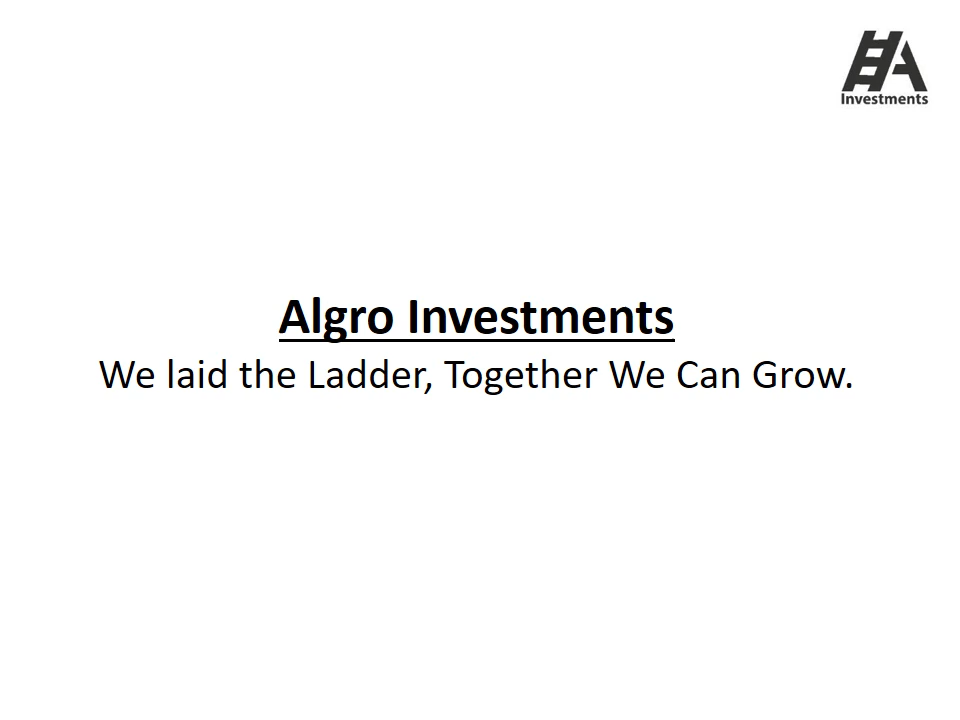 Investments
Algro Investments
We laid the Ladder, Together We Can Grow.